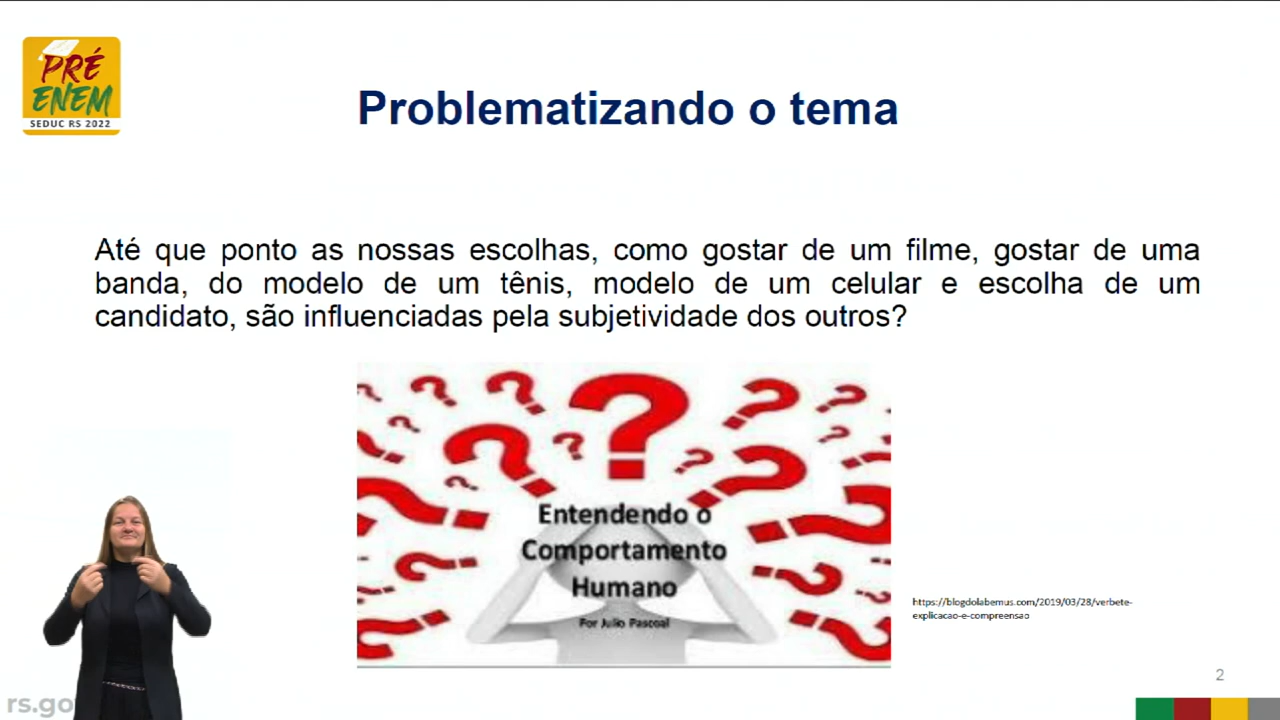 PRÉ
ENEM
SEDUC RS 2022
Problematizando o tema
Até que ponto as nossas escolhas, como gostar de um filme, gostar de uma
banda, do modelo de um tênis, modelo de um celular e escolha de um
candidato, são influenciadas pela subjetividade dos outros?
Entendendo o
Comportamento
Humano
Por Julio Pascoal
https://blogdolabemus.com/2019/03/28/verbete-
explicacao-e-compreensao
2
rs.go